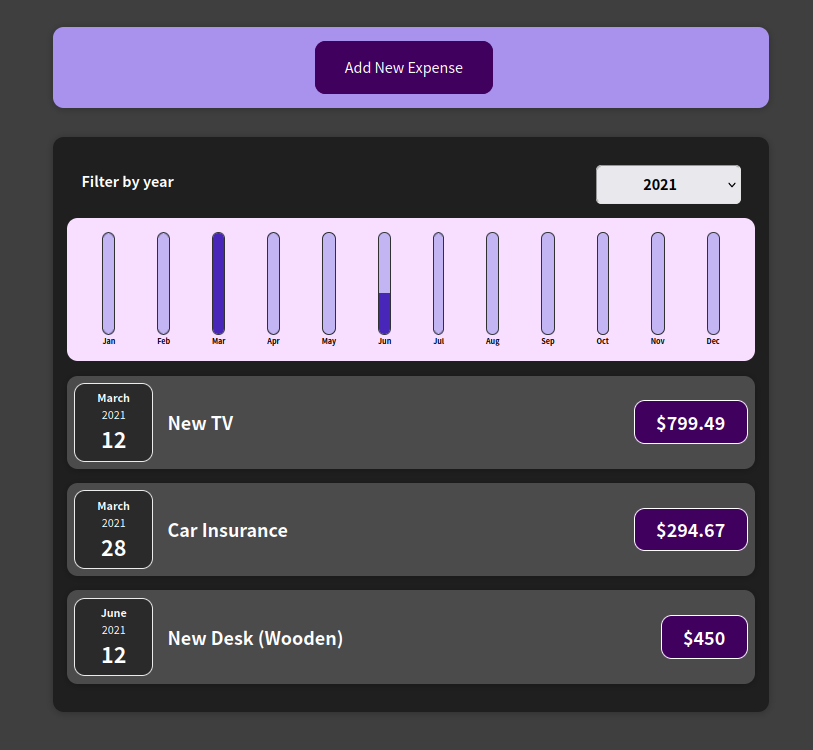 Add New Expense
Filter by year
2021
Jan Feb Mar Apr May Jun Jul Aug Sep Oct Nov Dec
March
2021
12
New TV
$799.49
March
2021
28
Car Insurance
$294.67
June
2021
12
New Desk (Wooden)
$450